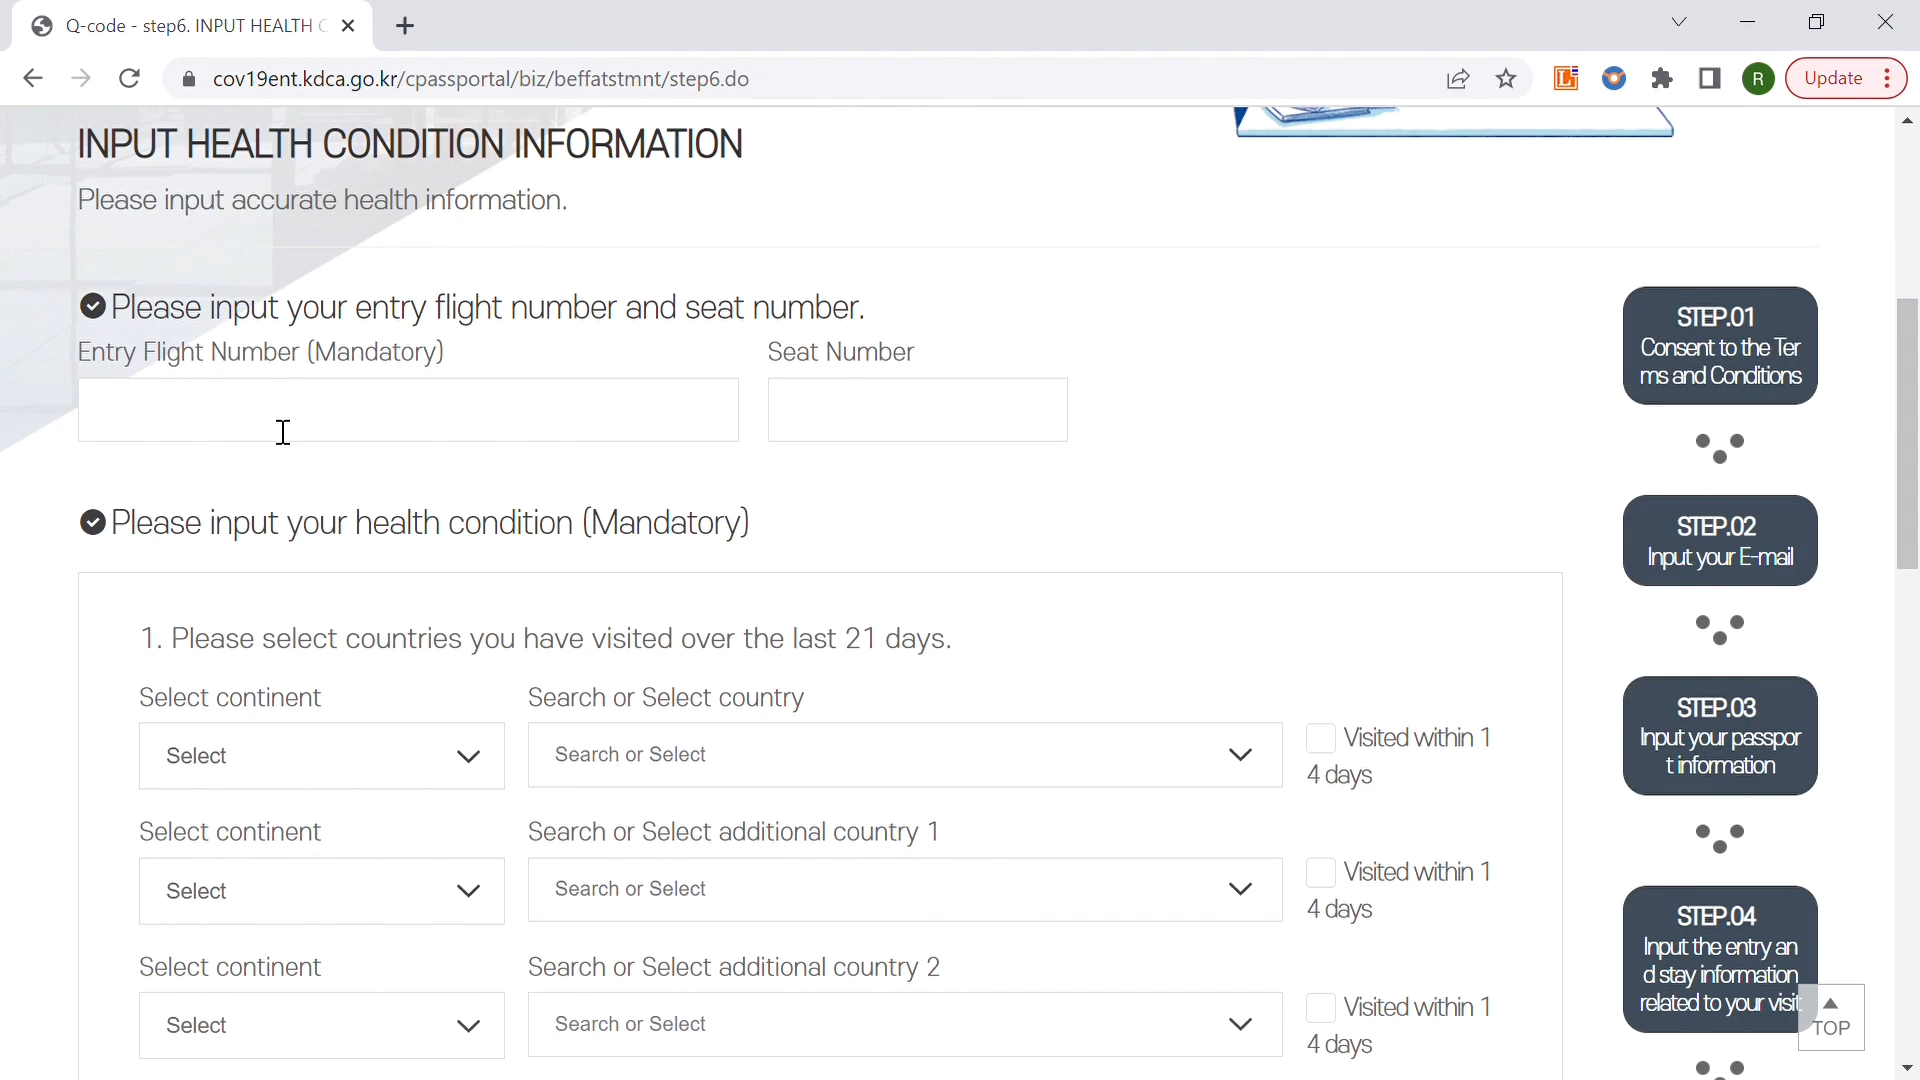 Q-code - step6. INPUT HEALTH C
cov19ent.kdca.go.kr/cpassportal/biz/beffatstmnt/step6.do
R
Update
INPUT HEALTH CONDITION INFORMATION
Please input accurate health information.
Please input your entry flight number and seat number.
Entry Flight Number (Mandatory)
Seat Number
Please input your health condition (Mandatory)
1. Please select countries you have visited over the last 21 days.
Select continent
Search or Select country
Select
Search or Select
Visited within 1
4 days
Select continent
Search or Select additional country 1
Select
Search or Select
Visited within 1
4 days
Select continent
Search or Select additional country 2
Select
Search or Select
Visited within 1
4 days
STEP.01
Consent to the Ter
ms and Conditions
STEP.02
Input your E-mail
STEP.03
Input your passpor
t information
STEP.04
Input the entry an
d stay information
related to your visit
TOP